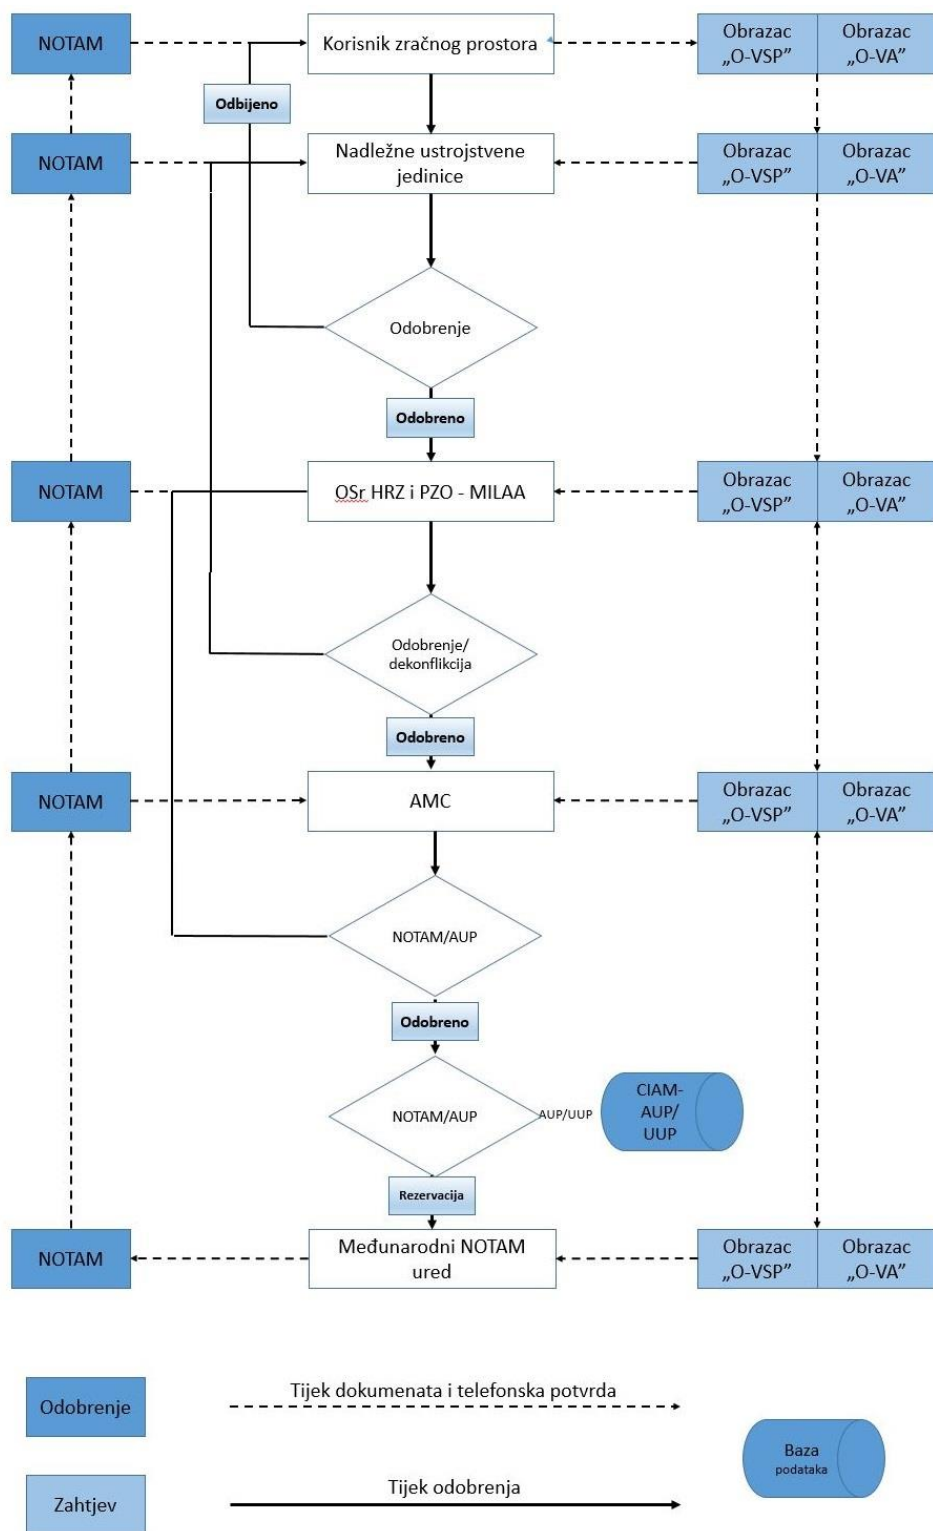 NOTAM
Korisnik zračnog prostora
Obrazac
„O-VSP”
Obrazac
„O-VA”
Odbijeno
NOTAM
Nadležne ustrojstvene
jedinice
Obrazac
„O-VSP”
Obrazac
„O-VA”
Odobrenje
Odobreno
NOTAM
OSr HRZ i PZO - MILAA
Obrazac
„O-VSP”
Obrazac
„O-VA”
Odobrenje/
dekonflikcija
Odobreno
NOTAM
AMC
Obrazac
„O-VSP”
Obrazac
„O-VA”
NOTAM/AUP
Odobreno
NOTAM/AUP
AUP/UUP
CIAM-
AUP/
UUP
Rezervacija
NOTAM
Međunarodni NOTAM
ured
Obrazac
„O-VSP”
Obrazac
„O-VA”
Odobrenje
Tijek dokumenata i telefonska potvrda
Baza
podataka
Zahtjev
Tijek odobrenja